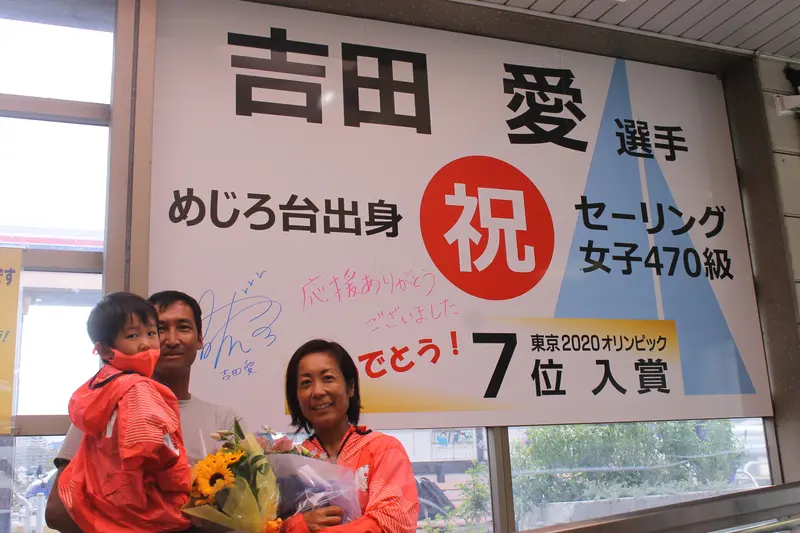 吉田 愛 選手
めじろ台出身
祝
セーリング
女子470級
応援ありがとう
ございました
吉田愛
でとう！
7位 入賞
東京2020オリンピック
です